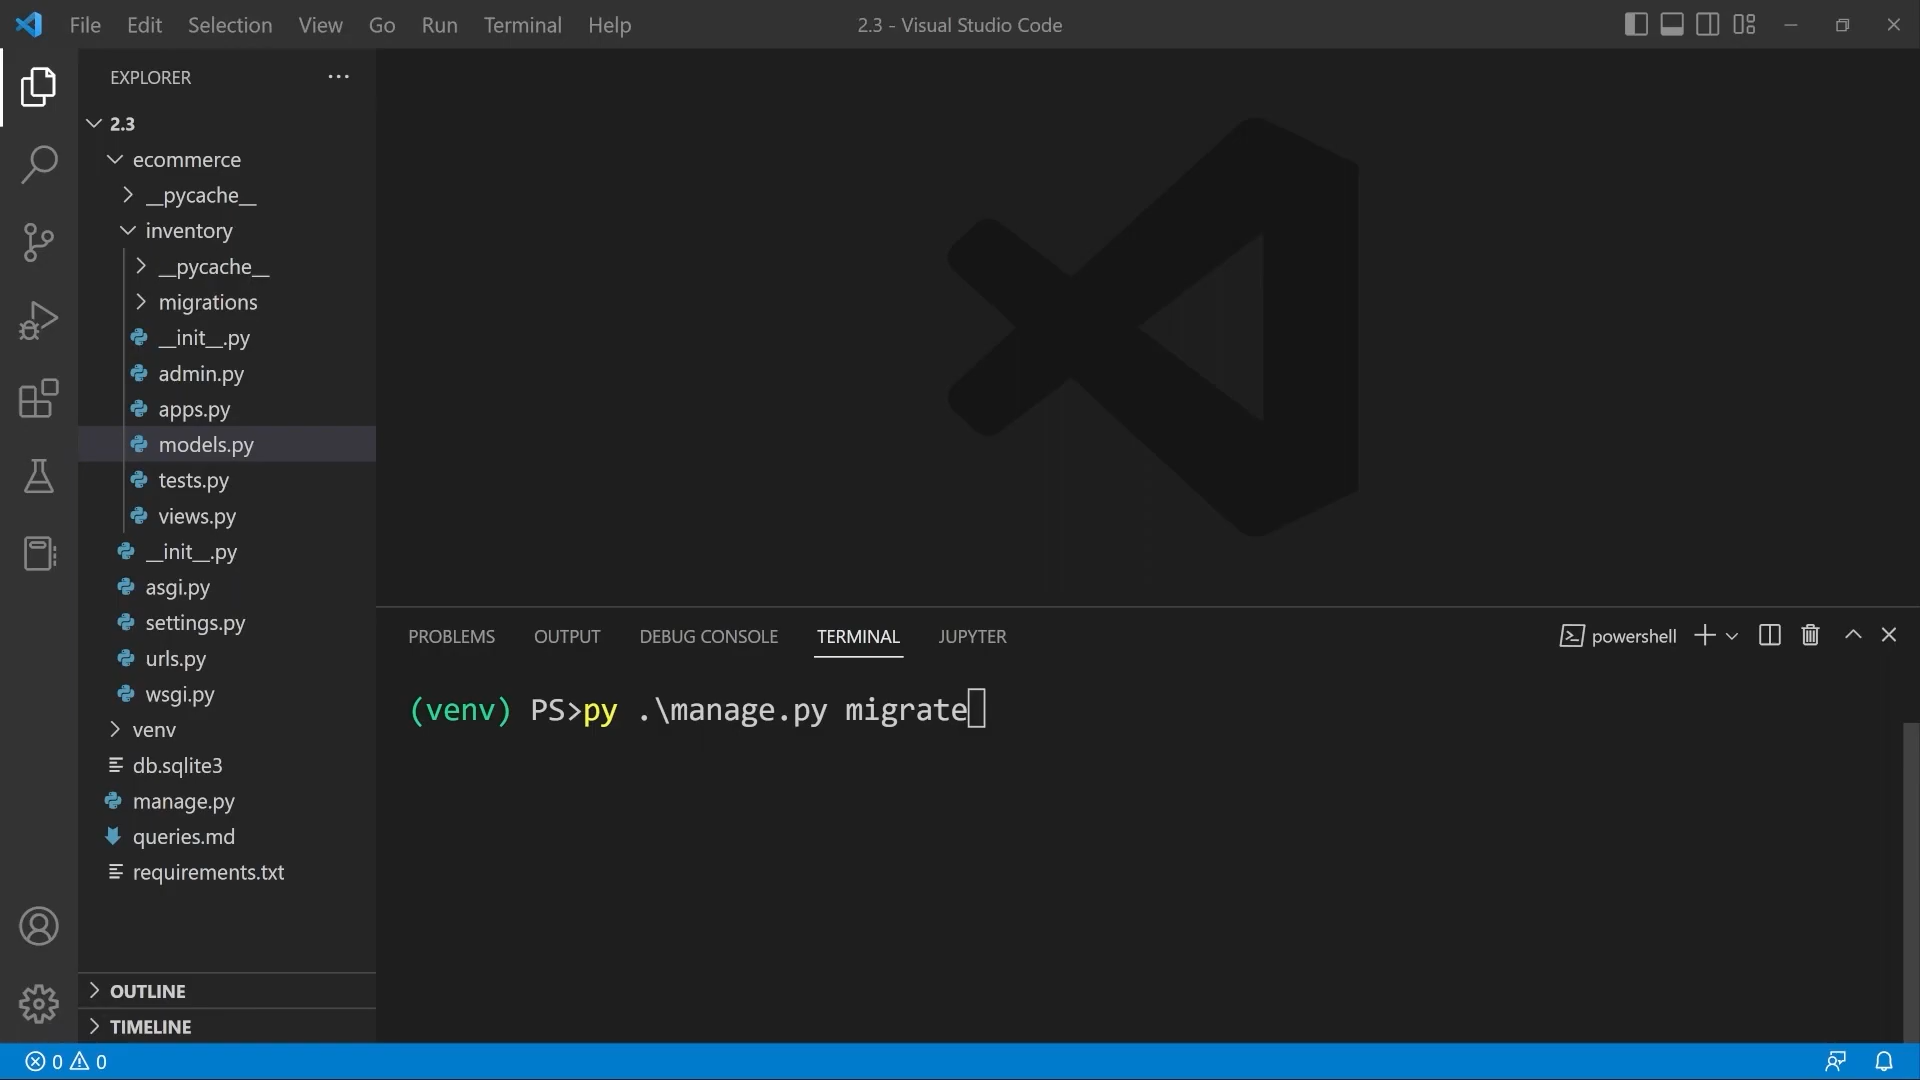 File Edit Selection View Go Run Terminal Help
2.3 - Visual Studio Code
EXPLORER
2.3
ecommerce
__pycache__
inventory
__pycache__
migrations
__init__.py
admin.py
apps.py
models.py
tests.py
views.py
__init__.py
asgi.py
settings.py
urls.py
wsgi.py
venv
db.sqlite3
manage.py
queries.md
requirements.txt
OUTLINE
TIMELINE
PROBLEMS OUTPUT DEBUG CONSOLE TERMINAL JUPYTER
powershell
(venv) PS>py .\manage.py migrate
0 0